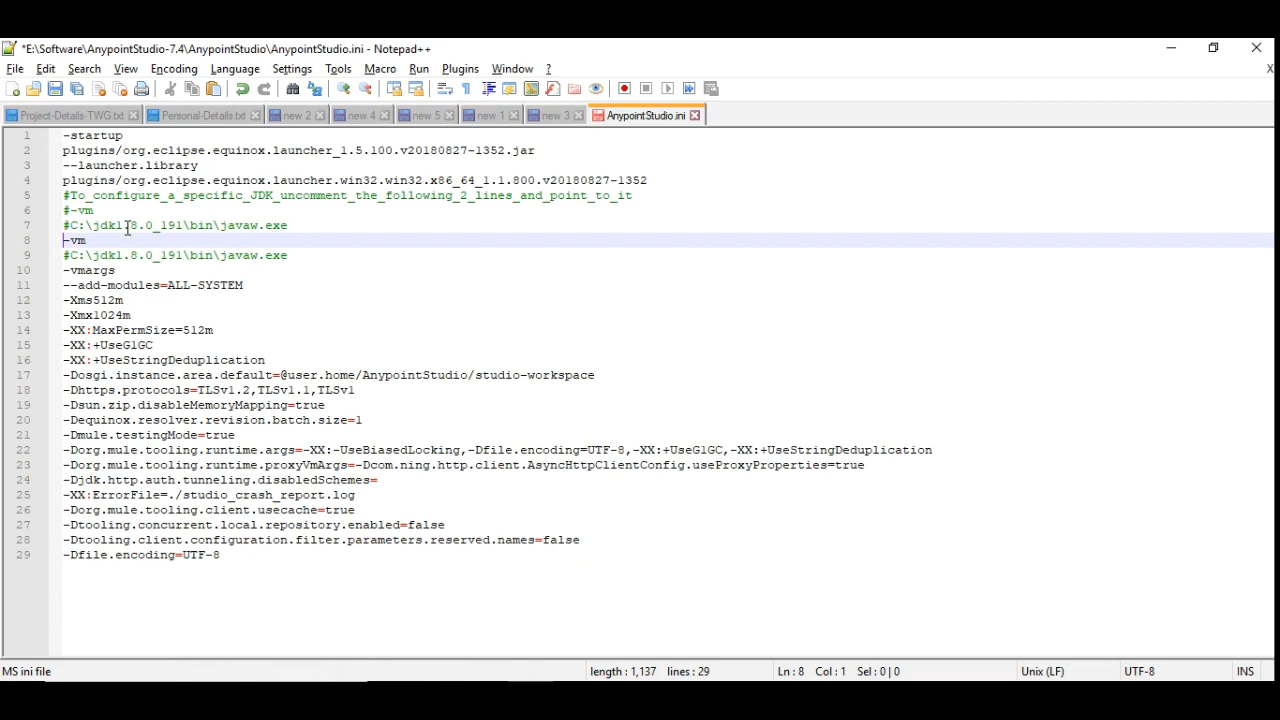 *E:\Software\AnypointStudio-7.4\AnypointStudio\AnypointStudio.ini - Notepad++
File Edit Search View Encoding Language Settings Tools Macro Run Plugins Window ? X
Project-Details-TWG.txt Personal-Details.txt new 2 new 4 new 5 new 1 new 3 AnypointStudio.ini
1 -startup
2 plugins/org.eclipse.equinox.launcher_1.5.100.v20180827-1352.jar
3 --launcher.library
4 plugins/org.eclipse.equinox.launcher.win32.win32.x86_64_1.1.800.v20180827-1352
5 #To_configure_a_specific_JDK_uncomment_the_following_2_lines_and_point_to_it
6 #-vm
7 #C:\jdk1.8.0_191\bin\javaw.exe
8 -vm
9 #C:\jdk1.8.0_191\bin\javaw.exe
10 -vmargs
11 --add-modules=ALL-SYSTEM
12 -Xms512m
13 -Xmx1024m
14 -XX:MaxPermSize=512m
15 -XX:+UseG1GC
16 -XX:+UseStringDeduplication
17 -Dosgi.instance.area.default=@user.home/AnypointStudio/studio-workspace
18 -Dhttps.protocols=TLSv1.2,TLSv1.1,TLSv1
19 -Dsun.zip.disableMemoryMapping=true
20 -Dequinox.resolver.revision.batch.size=1
21 -Dmule.testingMode=true
22 -Dorg.mule.tooling.runtime.args=-XX:-UseBiasedLocking,-Dfile.encoding=UTF-8,-XX:+UseG1GC,-XX:+UseStringDeduplication
23 -Dorg.mule.tooling.runtime.proxyVmArgs=-Dcom.ning.http.client.AsyncHttpClientConfig.useProxyProperties=true
24 -Djdk.http.auth.tunneling.disabledSchemes=
25 -XX:ErrorFile=./studio_crash_report.log
26 -Dorg.mule.tooling.client.usecache=true
27 -Dtooling.concurrent.local.repository.enabled=false
28 -Dtooling.client.configuration.filter.parameters.reserved.names=false
29 -Dfile.encoding=UTF-8
MS ini file length : 1,137 lines : 29 Ln : 8 Col : 1 Sel : 0 | 0 Unix (LF) UTF-8 INS